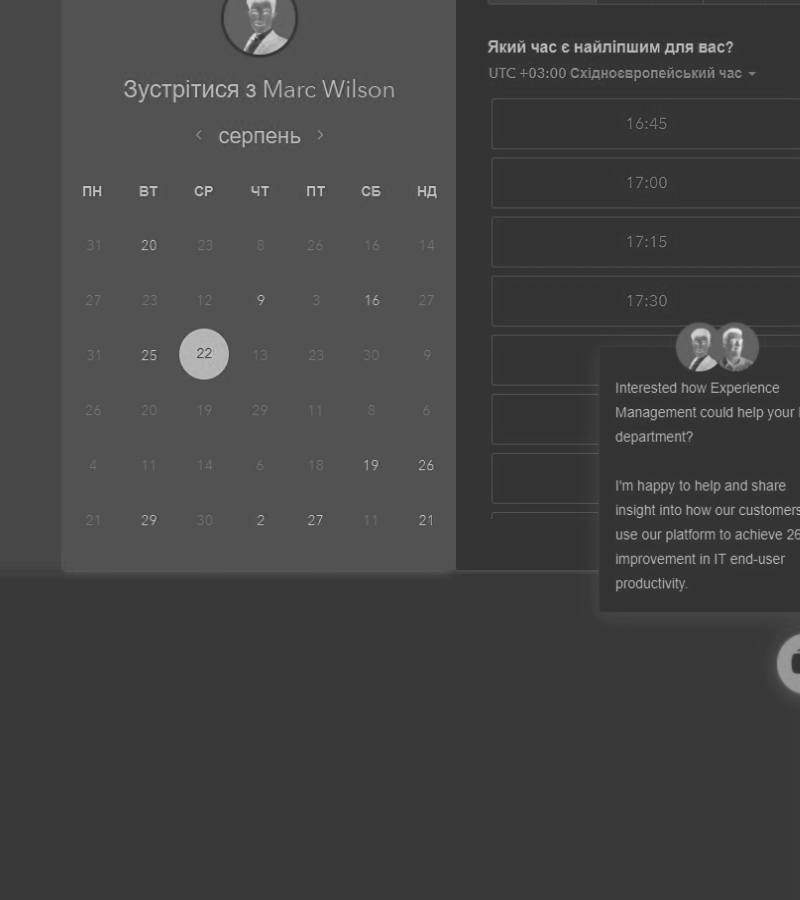 Зустрітися з Marc Wilson
серпень
ПН ВТ СР ЧТ ПТ СБ НД
31 20 23 8 26 16 14
27 23 12 9 3 16 27
31 25 22 13 23 30 9
26 20 19 29 11 8 6
4 11 14 6 18 19 26
21 29 30 2 27 11 21
Який час є найліпшим для вас?
UTC +03:00 Східноєвропейський час
16:45
17:00
17:15
17:30
Interested how Experience
Management could help your
department?
I'm happy to help and share
insight into how our customers
use our platform to achieve 26
improvement in IT end-user
productivity.